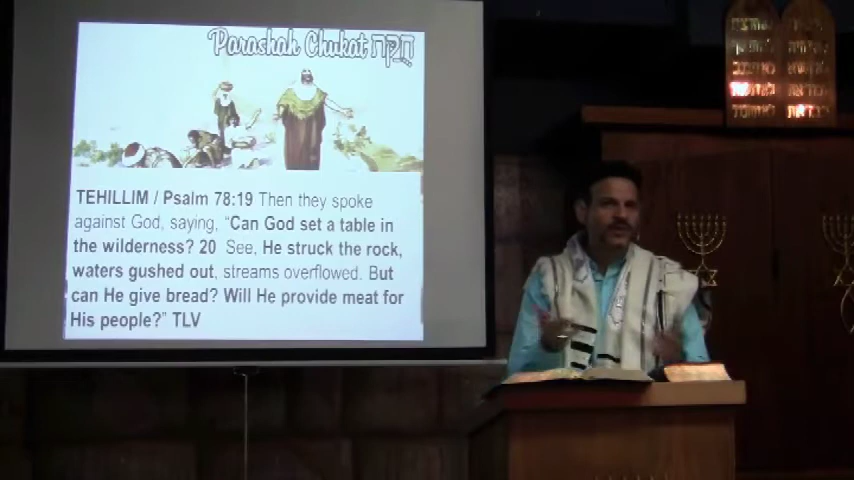 Parashah Chukat חֻקַּת
TEHILLIM / Psalm 78:19 Then they spoke
against God, saying, “Can God set a table in
the wilderness? 20 See, He struck the rock,
waters gushed out, streams overflowed. But
can He give bread? Will He provide meat for
His people?” TLV